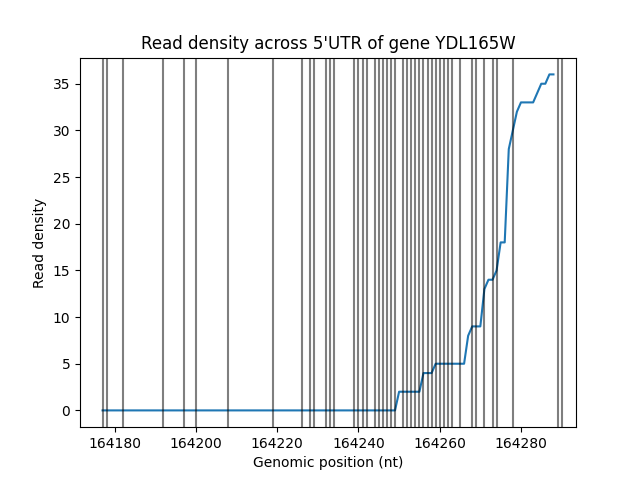 Read density across 5'UTR of gene YDL165W
Read density
35
30
25
20
15
10
5
0
164180 164200 164220 164240 164260 164280
Genomic position (nt)